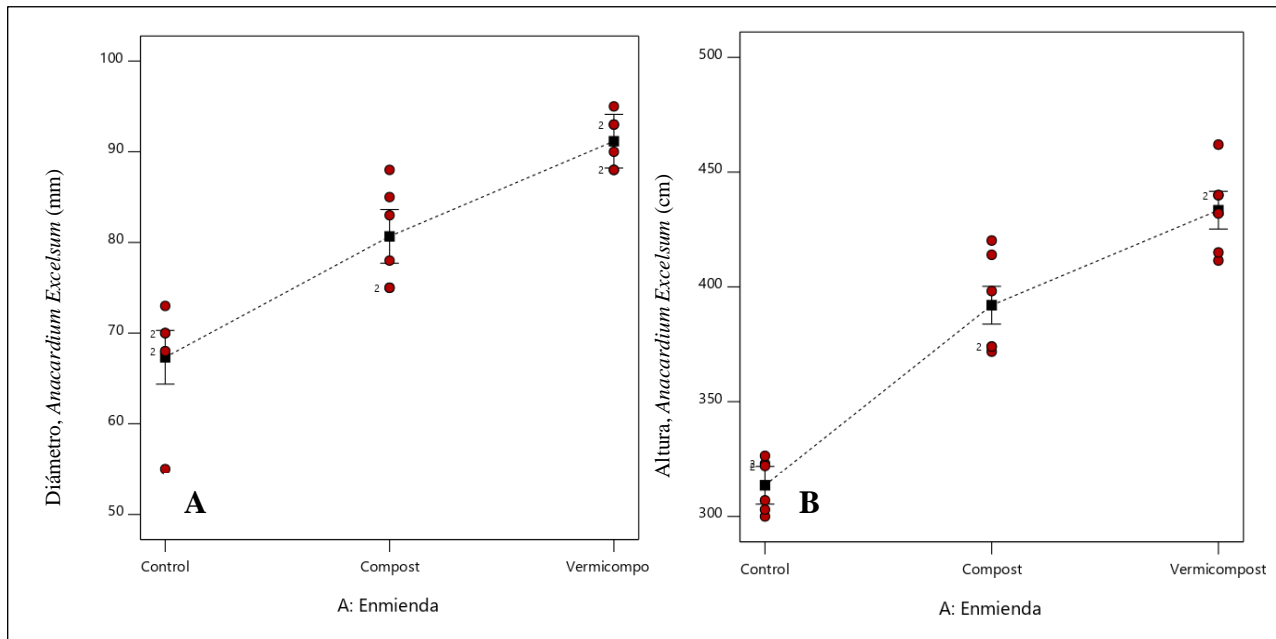 Diámetro, Anacardium Excelsum (mm)
100
90
80
70
60
50
2
2
2
2
2
A
Control
Compost
Vermicompo
A: Enmienda
Altura, Anacardium Excelsum (cm)
500
450
400
350
300
2
2
2
B
Control
Compost
Vermicompost
A: Enmienda